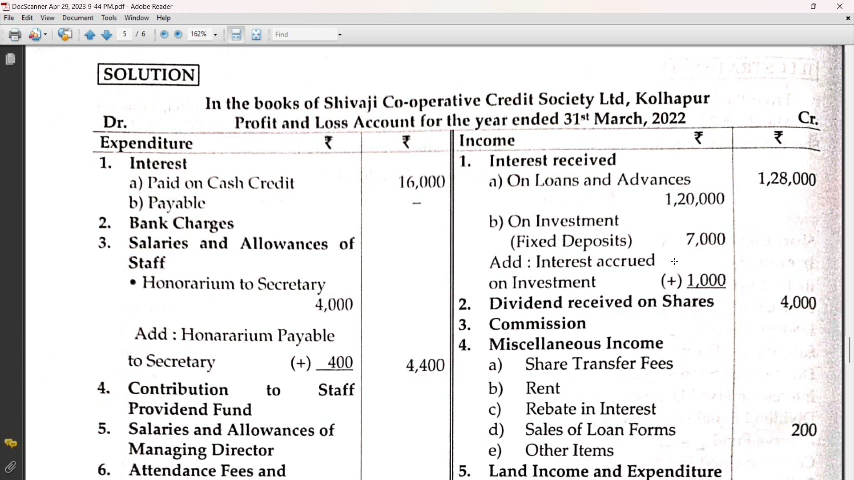 DocScanner Apr 29, 2023 9-44 PM.pdf - Adobe Reader
File Edit View Document Tools Window Help
5 / 6 162% Find
SOLUTION
In the books of Shivaji Co-operative Credit Society Ltd, Kolhapur
Dr. Profit and Loss Account for the year ended 31st March, 2022 Cr.
Expenditure ₹ ₹ Income ₹ ₹
1. Interest
a) Paid on Cash Credit 16,000
b) Payable –
2. Bank Charges
3. Salaries and Allowances of
Staff
• Honorarium to Secretary
4,000
Add : Honararium Payable
to Secretary (+) 400 4,400
4. Contribution to Staff
Providend Fund
5. Salaries and Allowances of
Managing Director
6. Attendance Fees and
1. Interest received
a) On Loans and Advances 1,28,000
1,20,000
b) On Investment
(Fixed Deposits) 7,000
Add : Interest accrued
on Investment (+) 1,000
2. Dividend received on Shares 4,000
3. Commission
4. Miscellaneous Income
a) Share Transfer Fees
b) Rent
c) Rebate in Interest
d) Sales of Loan Forms 200
e) Other Items
5. Land Income and Expenditure